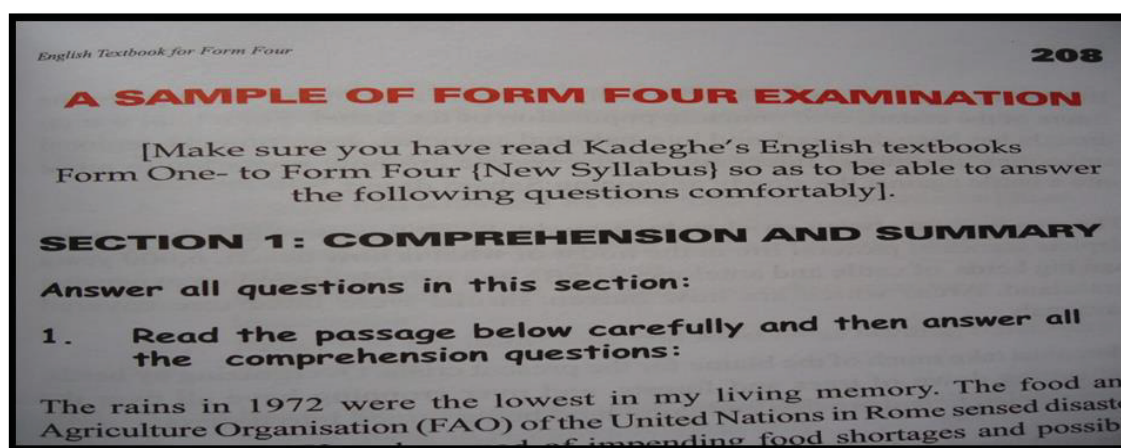 English Textbook for Form Four
208
A SAMPLE OF FORM FOUR EXAMINATION
[Make sure you have read Kadeghe's English textbooks
Form One- to Form Four {New Syllabus} so as to be able to answer
the following questions comfortably].
SECTION 1: COMPREHENSION AND SUMMARY
Answer all questions in this section:
1. Read the passage below carefully and then answer all
the comprehension questions:
The rains in 1972 were the lowest in my living memory. The food an
Agriculture Organisation (FAO) of the United Nations in Rome sensed disaste
of impending food shortages and possib